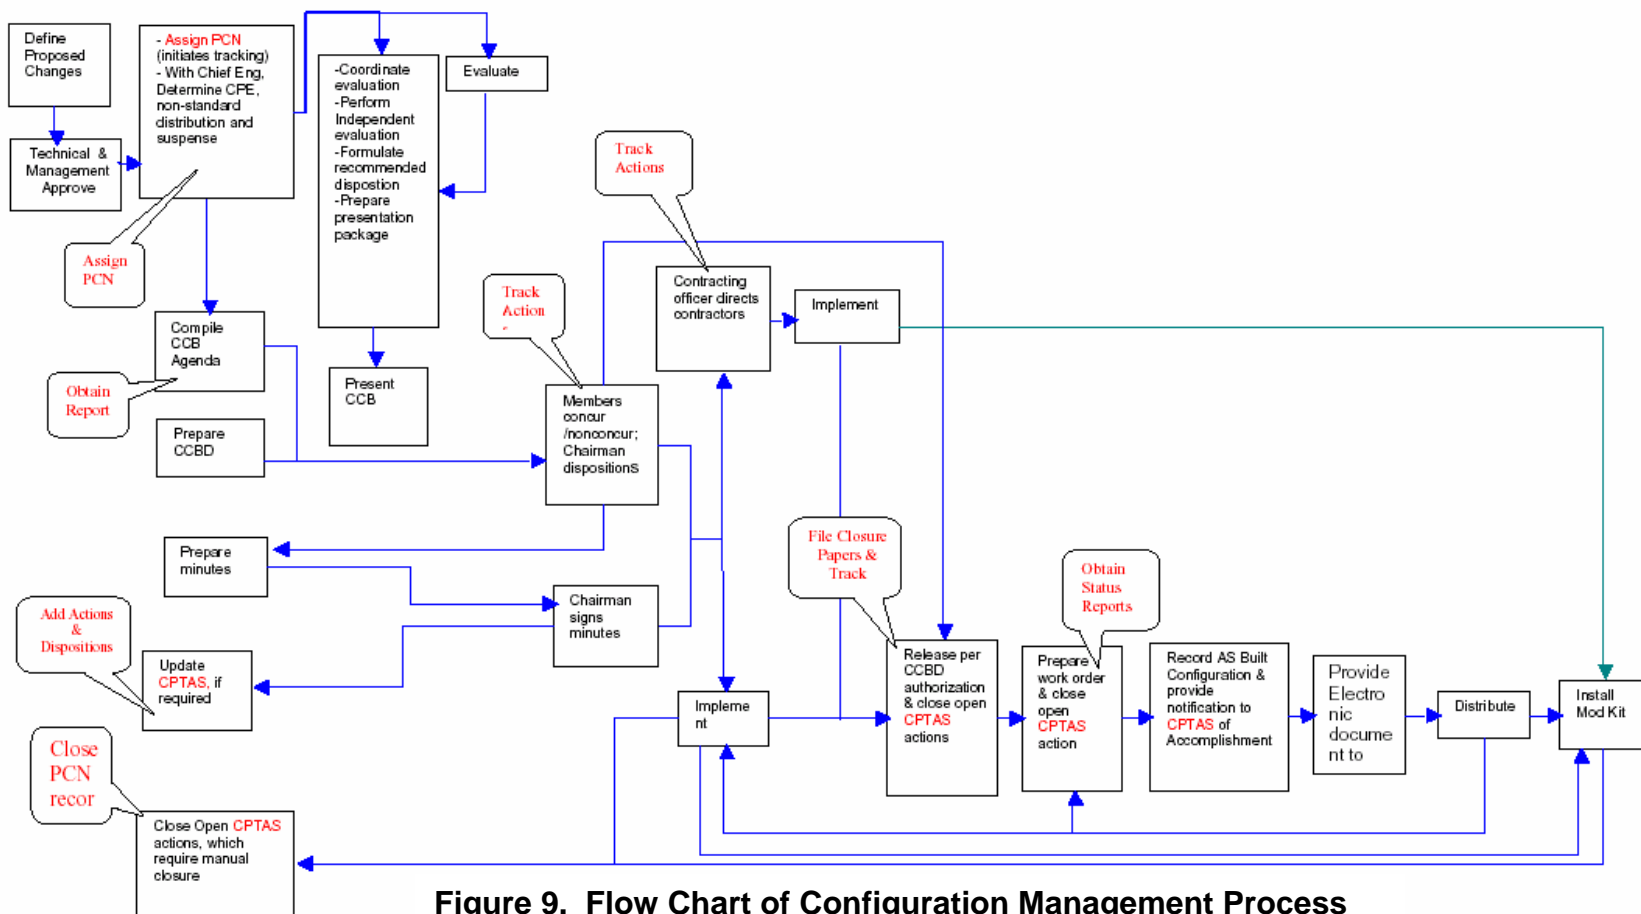 Define
Proposed
Changes
Technical &
Management
Approve
- Assign PCN
(initiates tracking)
- With Chief Eng,
Determine CPE,
non-standard
distribution and
suspense
Assign
PCN
-Coordinate
evaluation
-Perform
Independent
evaluation
-Formulate
recommended
dispostion
-Prepare
presentation
package
Evaluate
Compile
CCB
Agenda
Obtain
Report
Prepare
CCBD
Present
CCB
Track
Action
Members
concur
/nonconcur;
Chairman
dispositionS
Track
Actions
Contracting
officer directs
contractors
Implement
Prepare
minutes
Chairman
signs
minutes
Add Actions
&
Dispositions
Update
CPTAS, if
required
Close
PCN
recor
Close Open CPTAS
actions, which
require manual
closure
Impleme
nt
File Closure
Papers &
Track
Release per
CCBD
authorization
& close open
CPTAS
actions
Obtain
Status
Reports
Prepare
work order
& close
open
CPTAS
action
Record AS Built
Configuration &
provide
notification to
CPTAS of
Accomplishment
Provide
Electro
nic
docume
nt to
Distribute
Install
Mod Kit
Figure 9. Flow Chart of Configuration Management Process